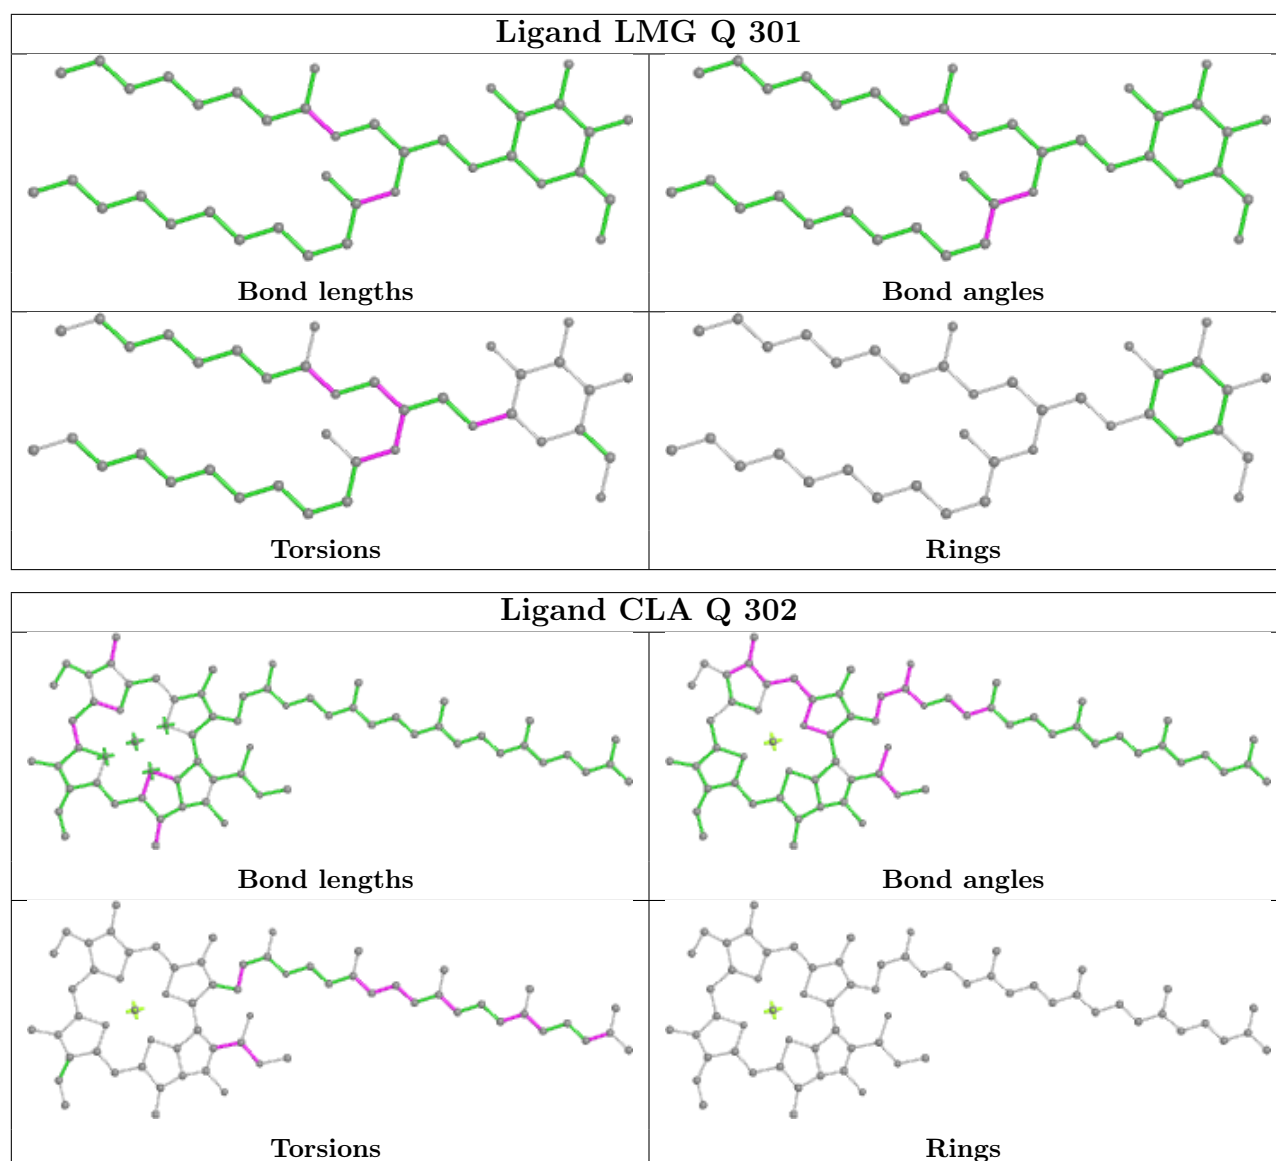 Ligand LMG Q 301
Bond lengths
Bond angles
Torsions
Rings
Ligand CLA Q 302
Bond lengths
Bond angles
Torsions
Rings